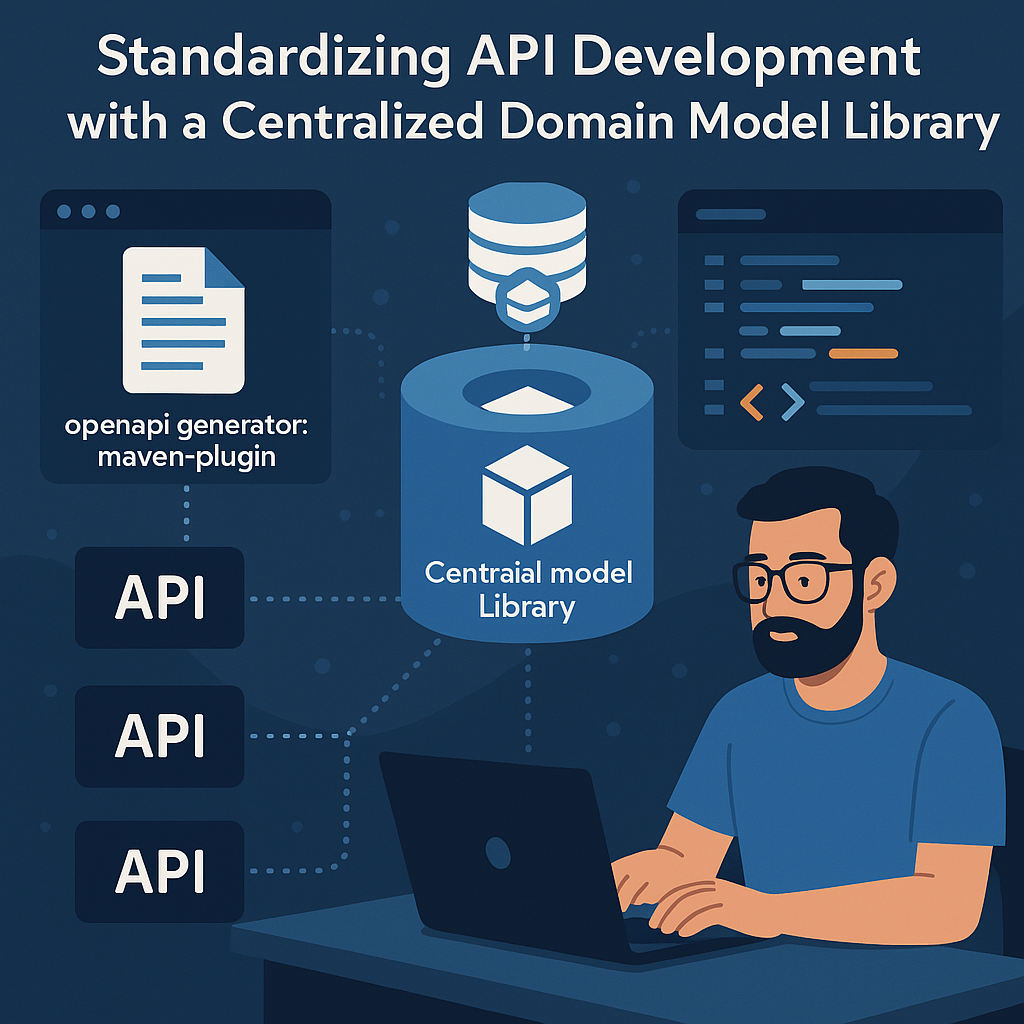 Standardizing API Development
with a Centralized Domain Model Library
openapi generator:
maven-plugin
Centraial model
Library
API
API
API